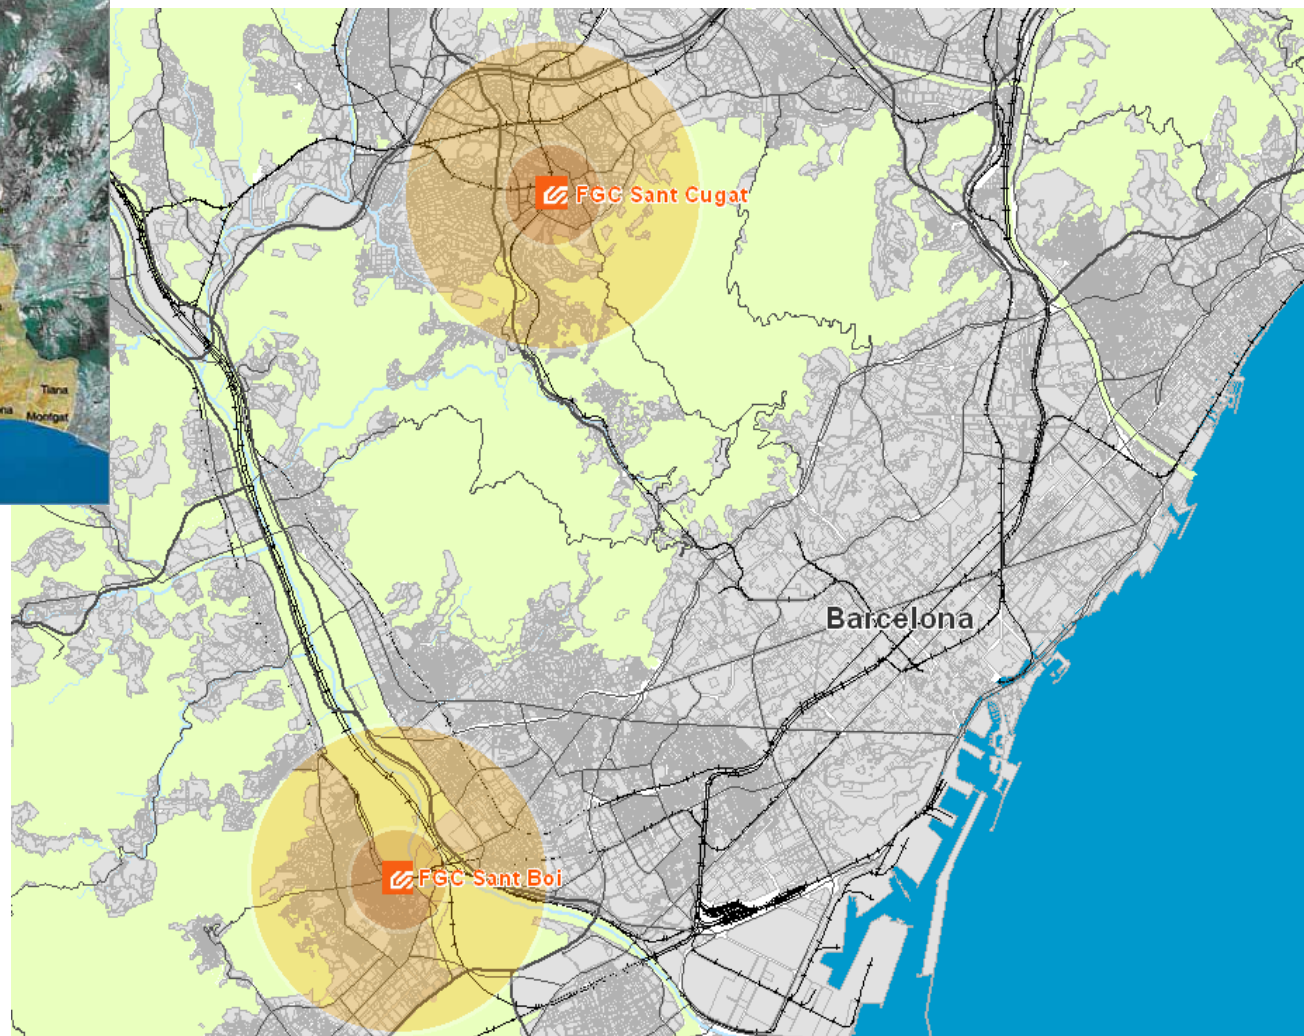 FGC Sant Cugat
Tiana
Montgat
Barcelona
FGC Sant Boi